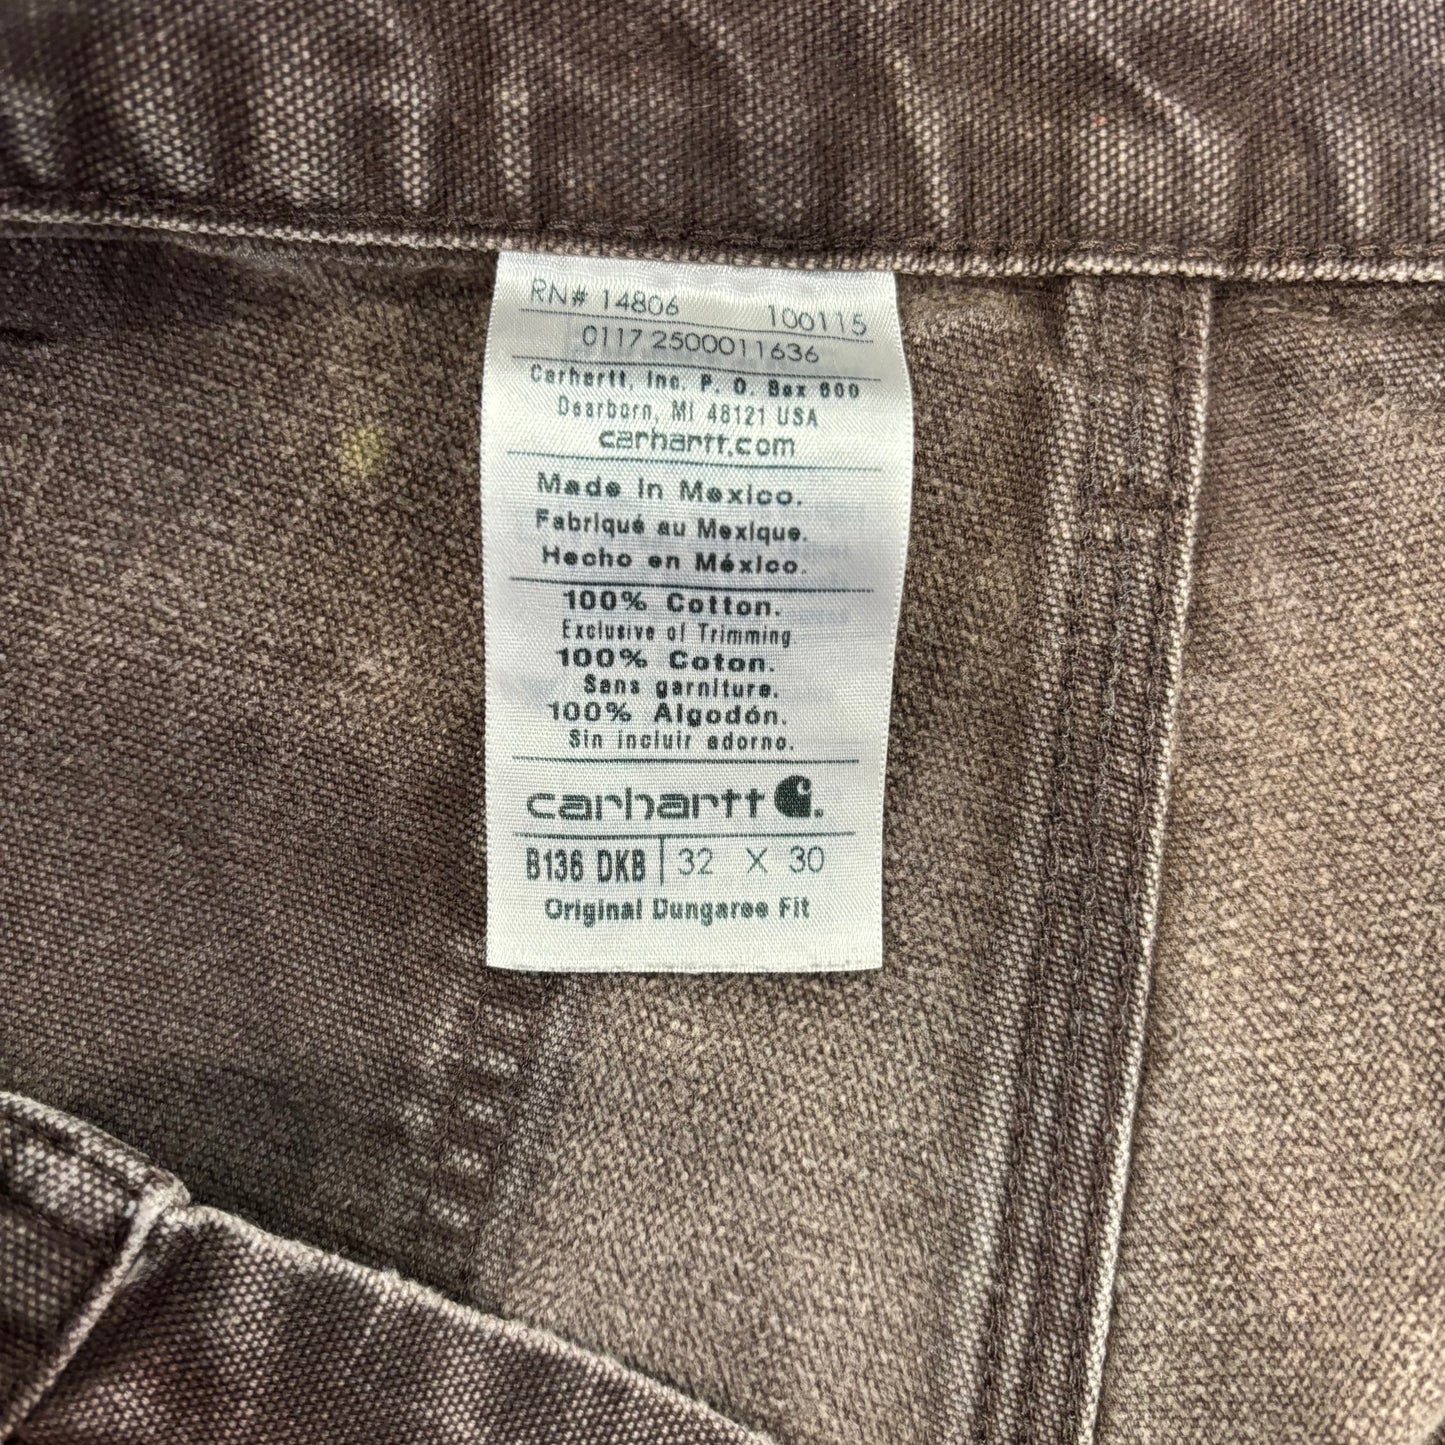 RN# 14806 100115
0117 2500011636
Carhartt, Inc. P. O. Box 600
Dearborn, MI 48121 USA
carhartt.com
Made in Mexico.
Fabriqué au Mexique.
Hecho en México.
100% Cotton.
Exclusive of Trimming
100% Coton.
Sans garniture.
100% Algodón.
Sin incluir adorno.
carhartt
B136 DKB 32 X 30
Original Dungaree Fit